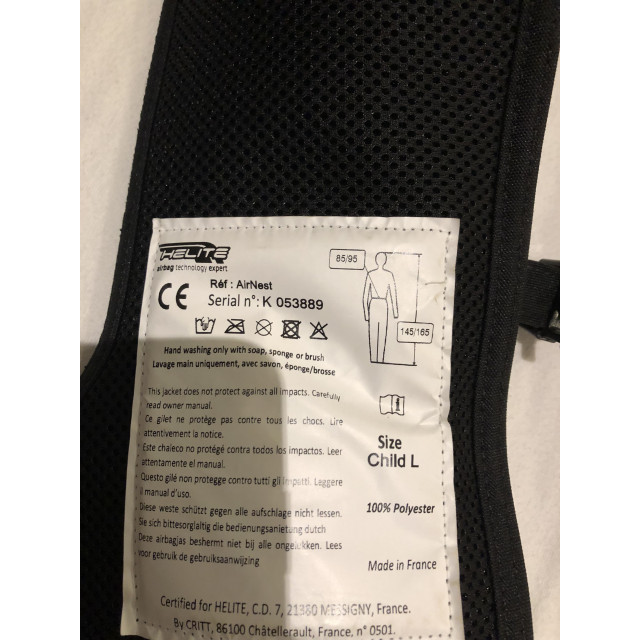 HELITE
airbag technology expert
Réf : AirNest
Serial n°: K 053889
CE
85/95
145/165
Hand washing only with soap, sponge or brush
Lavage main uniquement, avec savon, éponge/brosse
This jacket does not protect against all impacts. Carefully
read owner manual.
Ce gilet ne protège pas contre tous les chocs. Lire
attentivement la notice.
Este chaleco no protegé contra todos los impactos. Leer
attentamente el manual.
Questo gilé non protegge contro tutti gli impatti. Leggere
il manual d'uso.
Diese weste schützt gegen alle aufschlage nicht lessen.
Sie sich bittesorgialtig die bedienungsanietung dutch
Deze airbagjas beshermt niet bij alle ongelukken. Lees
voor gebruik de gebruiksaanwijzing
Size
Child L
100% Polyester
Made in France
Certified for HELITE, C.D. 7, 21380 MESSIGNY, France.
By CRITT, 86100 Châtellerault, France, n° 0501.